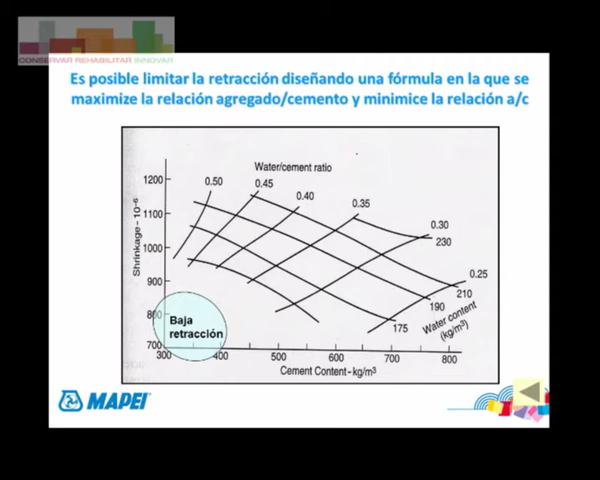 CONSERVAR REHABILITAR INNOVAR
Es posible limitar la retracción diseñando una fórmula en la que se
maximize la relación agregado/cemento y minimice la relación a/c
Water/cement ratio
0.50
0.45
0.40
0.35
0.30
0.25
230
210
190
175
Water content
(kg/m³)
Shrinkage - 10⁻⁶
1200
1100
1000
900
800
700
Baja
retracción
300 400 500 600 700 800
Cement Content - kg/m³
MAPEI